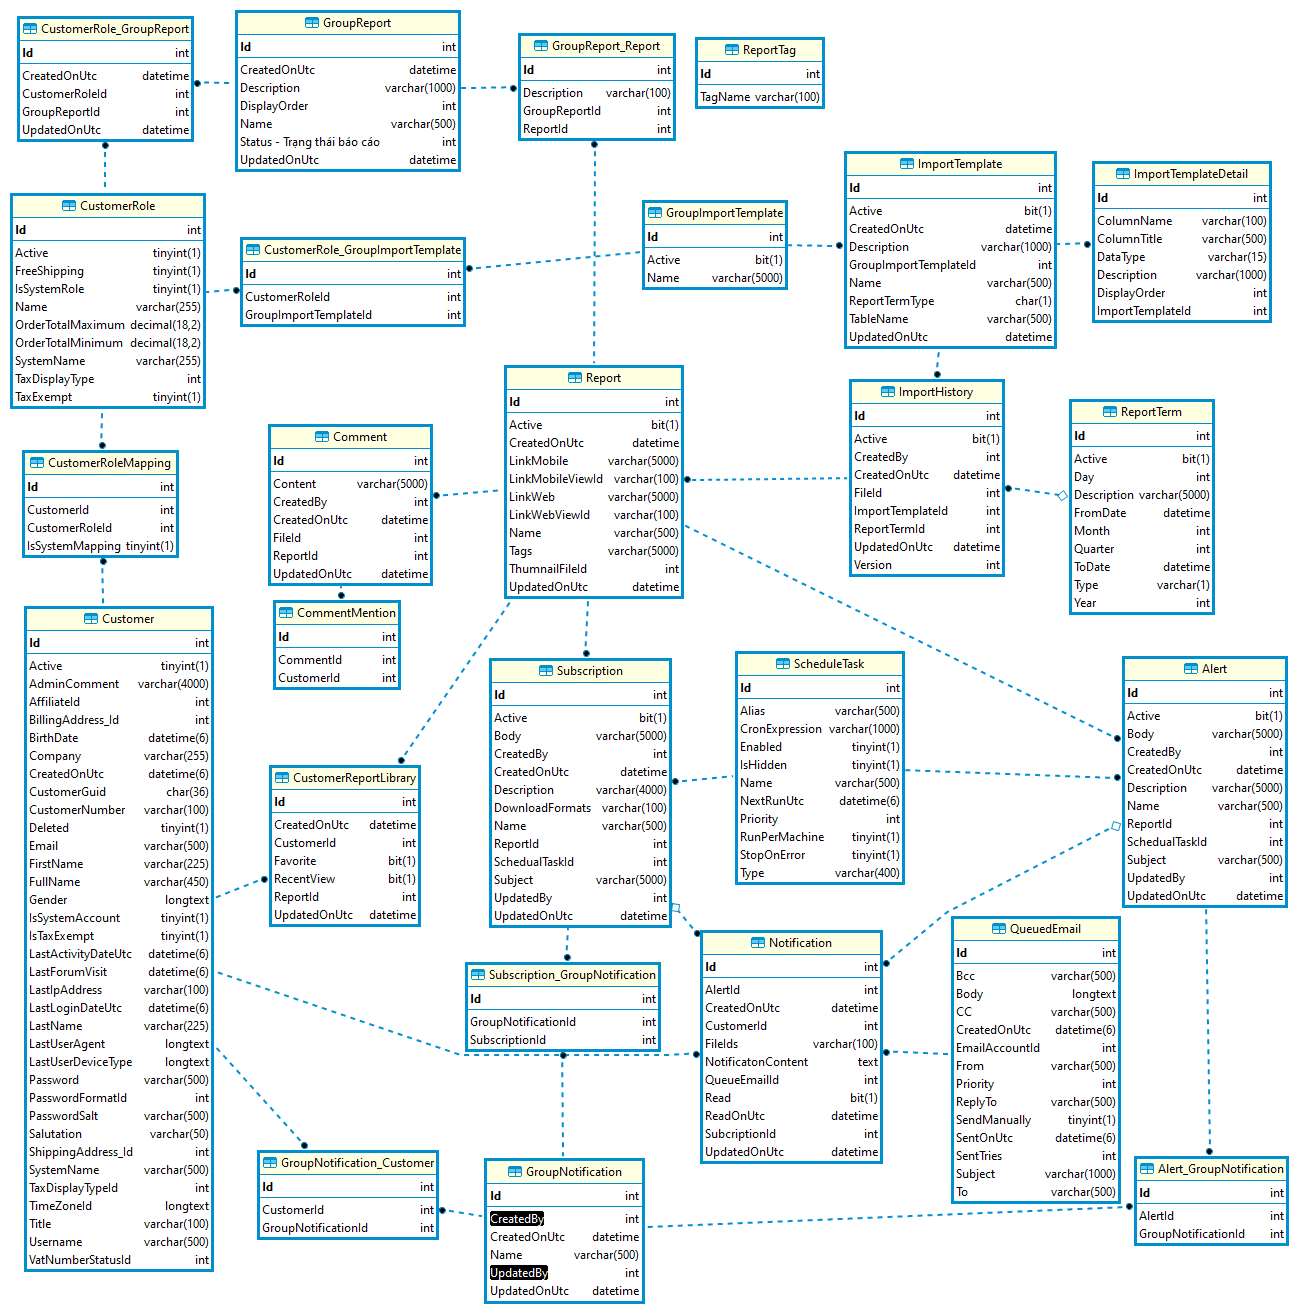 CustomerRole_GroupReport
Id int
CreatedOnUtc datetime
CustomerRoleId int
GroupReportId int
UpdatedOnUtc datetime
GroupReport
Id int
CreatedOnUtc datetime
Description varchar(1000)
DisplayOrder int
Name varchar(500)
Status - Trạng thái báo cáo int
UpdatedOnUtc datetime
GroupReport_Report
Id int
Description varchar(100)
GroupReportId int
ReportId int
ReportTag
Id int
TagName varchar(100)
CustomerRole
Id int
Active tinyint(1)
FreeShipping tinyint(1)
IsSystemRole tinyint(1)
Name varchar(255)
OrderTotalMaximum decimal(18,2)
OrderTotalMinimum decimal(18,2)
SystemName varchar(255)
TaxDisplayType int
TaxExempt tinyint(1)
CustomerRole_GroupImportTemplate
Id int
CustomerRoleId int
GroupImportTemplateId int
GroupImportTemplate
Id int
Active bit(1)
Name varchar(5000)
ImportTemplate
Id int
Active bit(1)
CreatedOnUtc datetime
Description varchar(1000)
GroupImportTemplateId int
Name varchar(500)
ReportTermType char(1)
TableName varchar(500)
UpdatedOnUtc datetime
ImportTemplateDetail
Id int
ColumnName varchar(100)
ColumnTitle varchar(500)
DataType varchar(15)
Description varchar(1000)
DisplayOrder int
ImportTemplateId int
Report
Id int
Active bit(1)
CreatedOnUtc datetime
LinkMobile varchar(5000)
LinkMobileViewId varchar(100)
LinkWeb varchar(5000)
LinkWebViewId varchar(100)
Name varchar(500)
Tags varchar(5000)
ThumnailFileId int
UpdatedOnUtc datetime
ImportHistory
Id int
Active bit(1)
CreatedBy int
CreatedOnUtc datetime
FileId int
ImportTemplateId int
ReportTermId int
UpdatedOnUtc datetime
Version int
ReportTerm
Id int
Active bit(1)
Day int
Description varchar(5000)
FromDate datetime
Month int
Quarter int
ToDate datetime
Type varchar(1)
Year int
Comment
Id int
Content varchar(5000)
CreatedBy int
CreatedOnUtc datetime
FileId int
ReportId int
UpdatedOnUtc datetime
CustomerRoleMapping
Id int
CustomerId int
CustomerRoleId int
IsSystemMapping tinyint(1)
CommentMention
Id int
CommentId int
CustomerId int
Customer
Id int
Active tinyint(1)
AdminComment varchar(4000)
AffiliateId int
BillingAddress_Id int
BirthDate datetime(6)
Company varchar(255)
CreatedOnUtc datetime(6)
CustomerGuid char(36)
CustomerNumber varchar(100)
Deleted tinyint(1)
Email varchar(500)
FirstName varchar(225)
FullName varchar(450)
Gender longtext
IsSystemAccount tinyint(1)
IsTaxExempt tinyint(1)
LastActivityDateUtc datetime(6)
LastForumVisit datetime(6)
LastIpAddress varchar(100)
LastLoginDateUtc datetime(6)
LastName varchar(225)
LastUserAgent longtext
LastUserDeviceType longtext
Password varchar(500)
PasswordFormatId int
PasswordSalt varchar(500)
Salutation varchar(50)
ShippingAddress_Id int
SystemName varchar(500)
TaxDisplayTypeId int
TimeZoneId longtext
Title varchar(100)
Username varchar(500)
VatNumberStatusId int
CustomerReportLibrary
Id int
CreatedOnUtc datetime
CustomerId int
Favorite bit(1)
RecentView bit(1)
ReportId int
UpdatedOnUtc datetime
Subscription
Id int
Active bit(1)
Body varchar(5000)
CreatedBy int
CreatedOnUtc datetime
Description varchar(4000)
DownloadFormats varchar(100)
Name varchar(500)
ReportId int
SchedualTaskId int
Subject varchar(5000)
UpdatedBy int
UpdatedOnUtc datetime
ScheduleTask
Id int
Alias varchar(500)
CronExpression varchar(1000)
Enabled tinyint(1)
IsHidden tinyint(1)
Name varchar(500)
NextRunUtc datetime(6)
Priority int
RunPerMachine tinyint(1)
StopOnError tinyint(1)
Type varchar(400)
Alert
Id int
Active bit(1)
Body varchar(5000)
CreatedBy int
CreatedOnUtc datetime
Description varchar(5000)
Name varchar(500)
ReportId int
SchedualTaskId int
Subject varchar(500)
UpdatedBy int
UpdatedOnUtc datetime
Subscription_GroupNotification
Id int
GroupNotificationId int
SubscriptionId int
Notification
Id int
AlertId int
CreatedOnUtc datetime
CustomerId int
FileIds varchar(100)
NotificatonContent text
QueueEmailId int
Read bit(1)
ReadOnUtc datetime
SubcriptionId int
UpdatedOnUtc datetime
QueuedEmail
Id int
Bcc varchar(500)
Body longtext
CC varchar(500)
CreatedOnUtc datetime(6)
EmailAccountId int
From varchar(500)
Priority int
ReplyTo varchar(500)
SendManually tinyint(1)
SentOnUtc datetime(6)
SentTries int
Subject varchar(1000)
To varchar(500)
GroupNotification_Customer
Id int
CustomerId int
GroupNotificationId int
GroupNotification
Id int
CreatedBy int
CreatedOnUtc datetime
Name varchar(500)
UpdatedBy int
UpdatedOnUtc datetime
Alert_GroupNotification
Id int
AlertId int
GroupNotificationId int